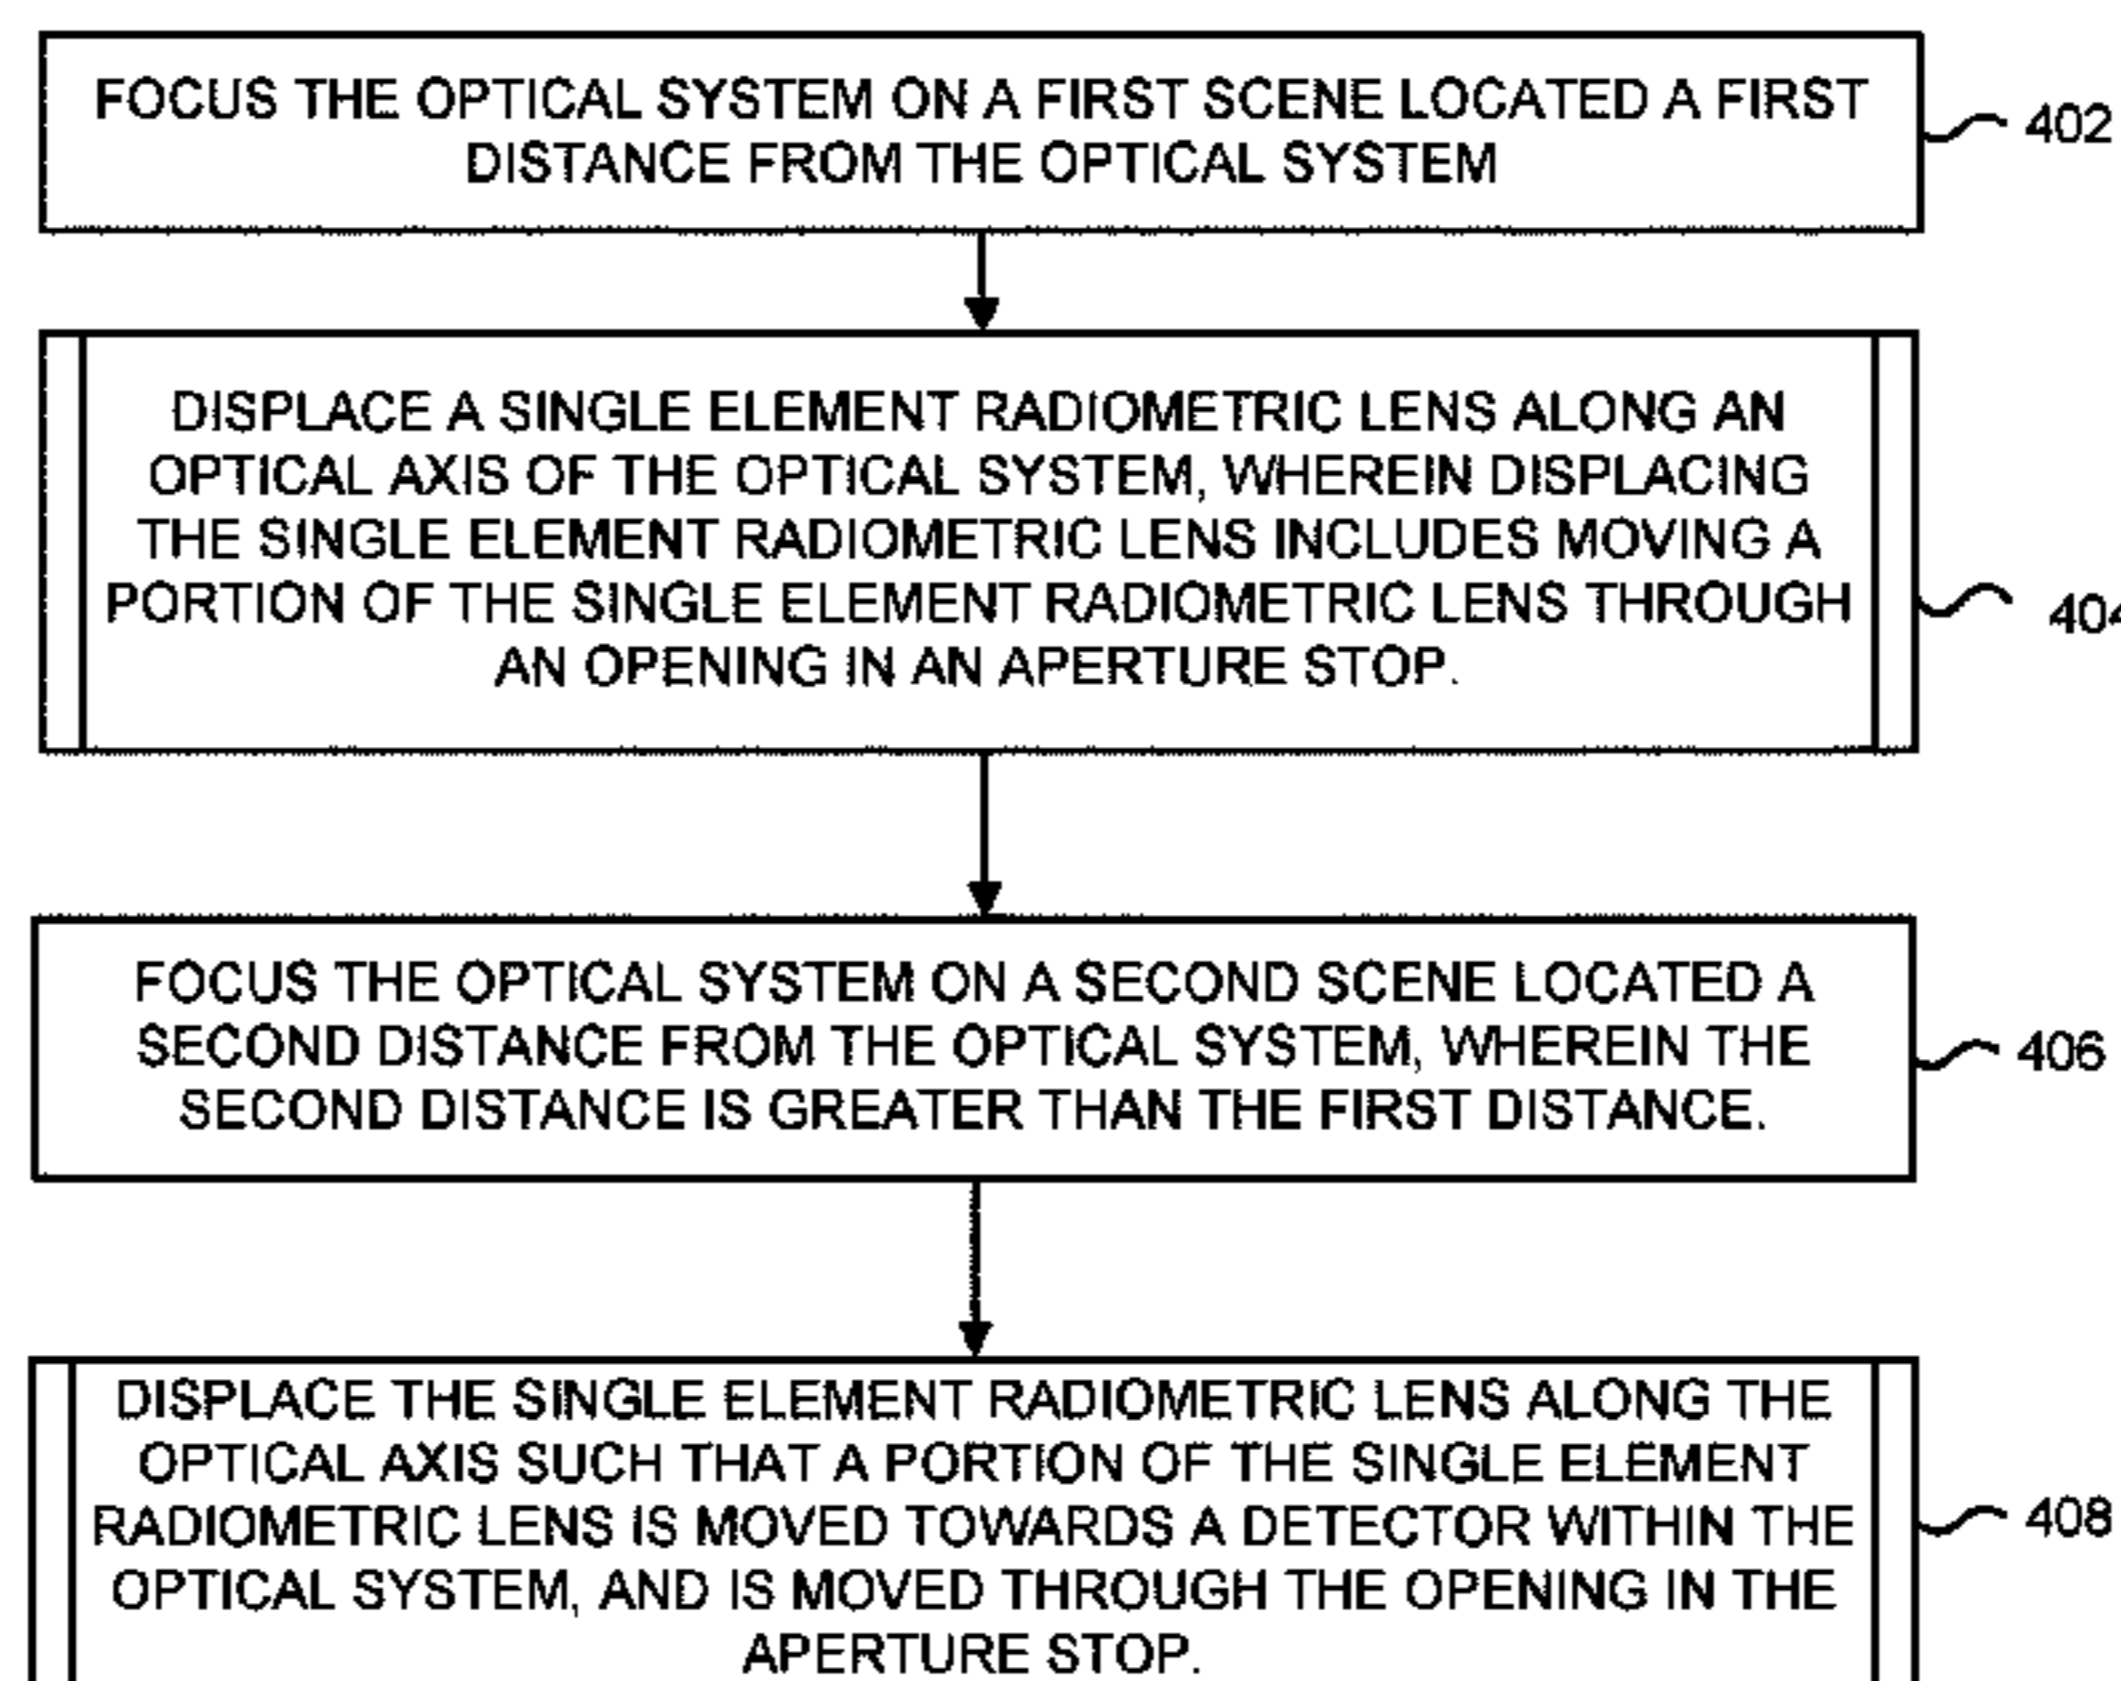 FOCUS THE OPTICAL SYSTEM ON A FIRST SCENE LOCATED A FIRST
DISTANCE FROM THE OPTICAL SYSTEM
402
DISPLACE A SINGLE ELEMENT RADIOMETRIC LENS ALONG AN
OPTICAL AXIS OF THE OPTICAL SYSTEM, WHEREIN DISPLACING
THE SINGLE ELEMENT RADIOMETRIC LENS INCLUDES MOVING A
PORTION OF THE SINGLE ELEMENT RADIOMETRIC LENS THROUGH
AN OPENING IN AN APERTURE STOP.
404
FOCUS THE OPTICAL SYSTEM ON A SECOND SCENE LOCATED A
SECOND DISTANCE FROM THE OPTICAL SYSTEM, WHEREIN THE
SECOND DISTANCE IS GREATER THAN THE FIRST DISTANCE.
406
DISPLACE THE SINGLE ELEMENT RADIOMETRIC LENS ALONG THE
OPTICAL AXIS SUCH THAT A PORTION OF THE SINGLE ELEMENT
RADIOMETRIC LENS IS MOVED TOWARDS A DETECTOR WITHIN THE
OPTICAL SYSTEM, AND IS MOVED THROUGH THE OPENING IN THE
APERTURE STOP.
408